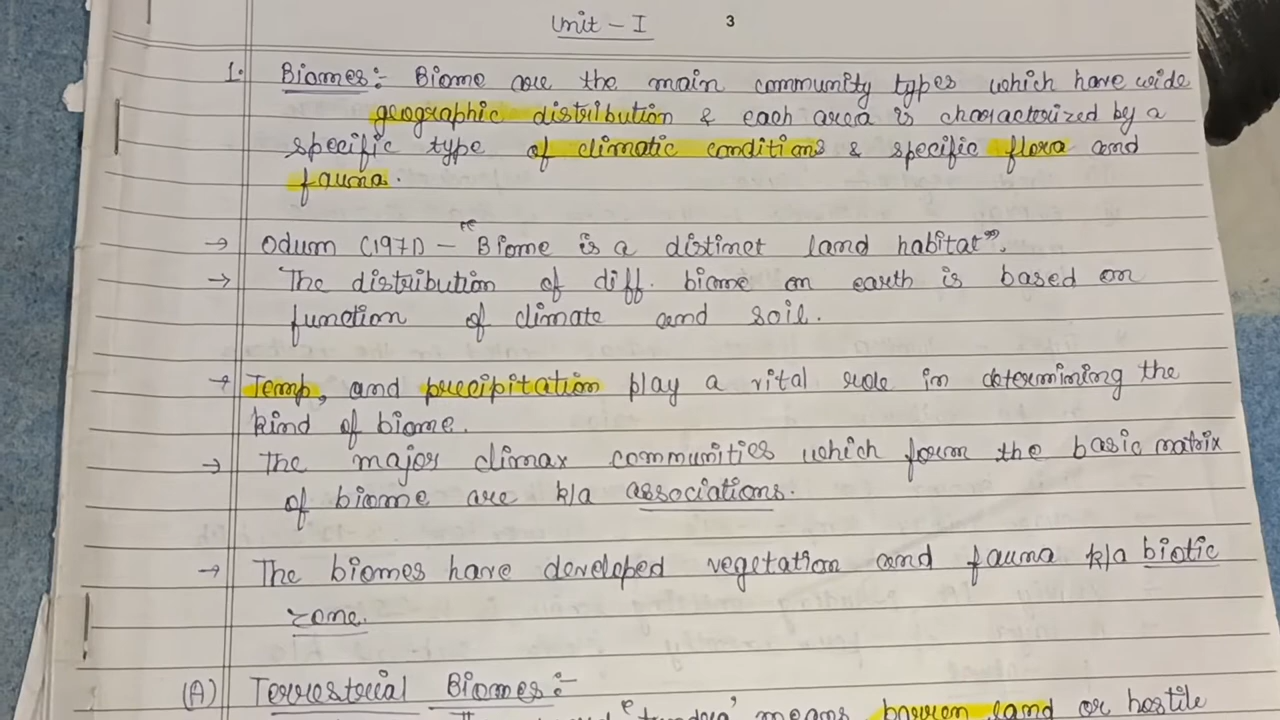 Unit - I 3
1. Biomes:- Biome are the main community types which have wide
geographic distribution & each area is characterized by a
specific type of climatic conditions & specific flora and
fauna.
→ Odum (1971) - "Biome is a distinct land habitat".
→ The distribution of diff. biome on earth is based on
function of climate and soil.
→ Temp, and precipitation play a vital role in determining the
kind of biome.
→ The major climax communities which form the basic matrix
of biome are k/a associations.
→ The biomes have developed vegetation and fauna k/a biotic
zone.
(A) Terrestrial Biomes:-
'tundra' means barren land or hostile